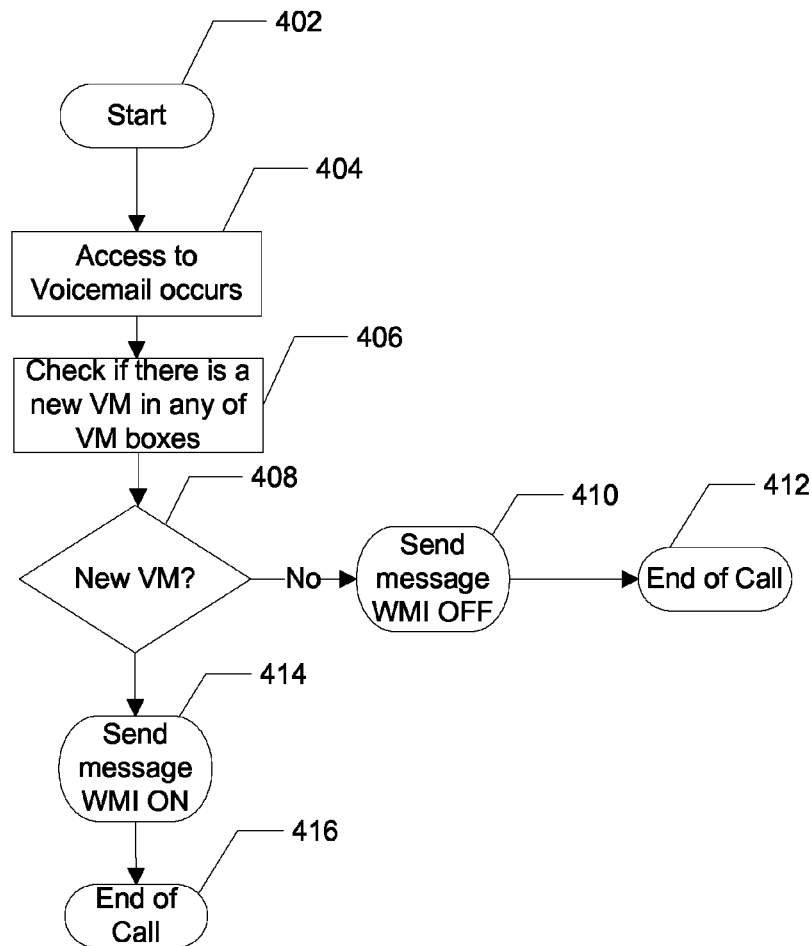 402
Start
404
Access to
Voicemail occurs
406
Check if there is a
new VM in any of
VM boxes
408
New VM?
No
410
Send
message
WMI OFF
412
End of Call
414
Send
message
WMI ON
416
End of
Call